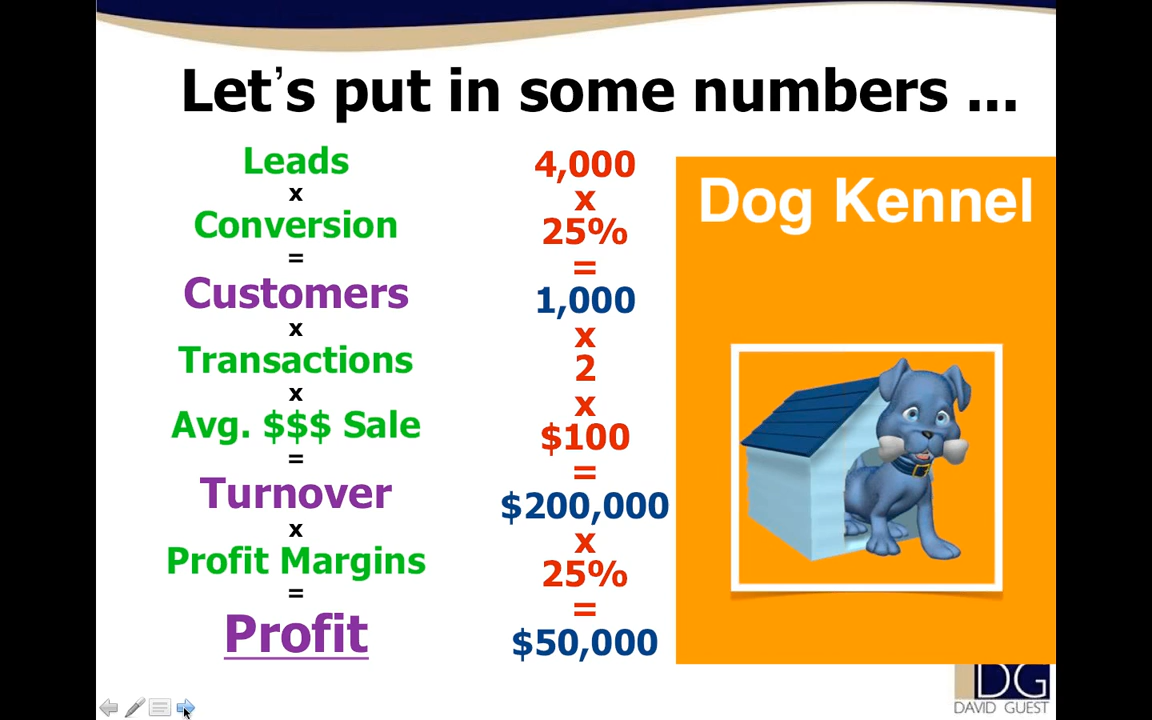 Let's put in some numbers ...
Leads
x
Conversion
=
Customers
x
Transactions
x
Avg. $$$ Sale
=
Turnover
x
Profit Margins
=
Profit
4,000
x
25%
=
1,000
x
2
x
$100
=
$200,000
x
25%
=
$50,000
Dog Kennel
DG
DAVID GUEST